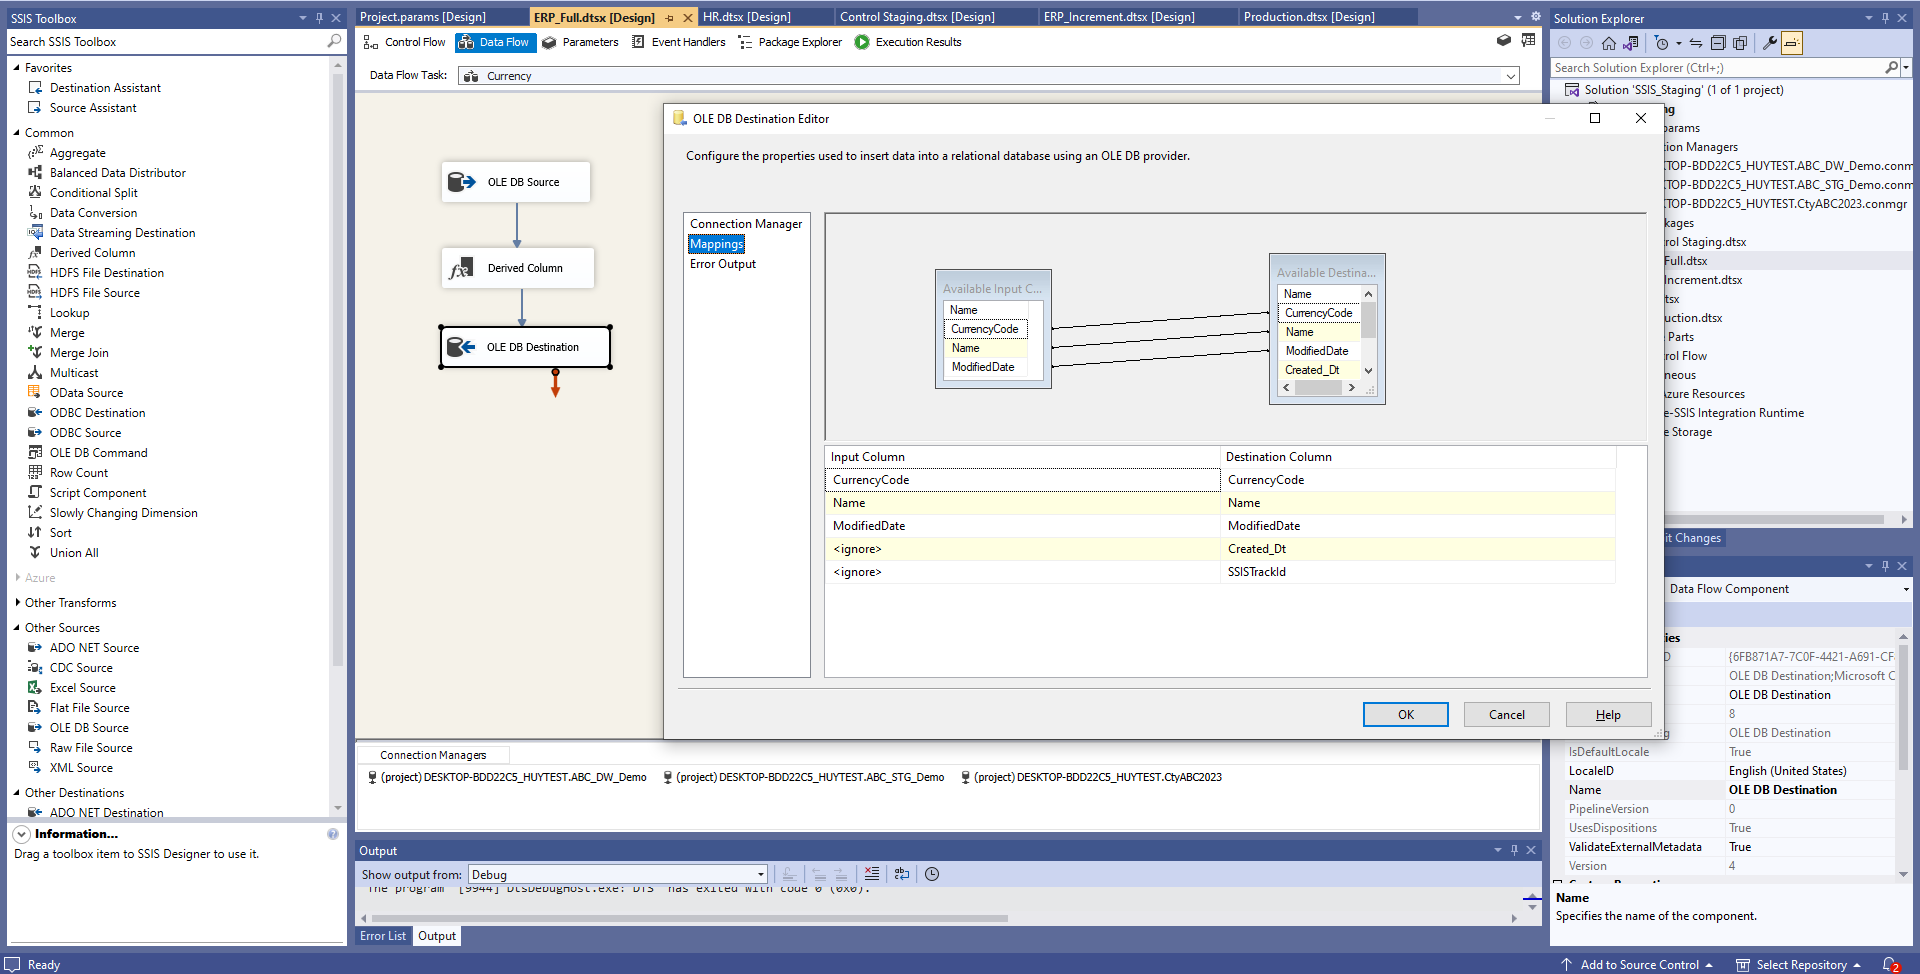 SSIS Toolbox
Search SSIS Toolbox
Favorites
Destination Assistant
Source Assistant
Common
Aggregate
Balanced Data Distributor
Conditional Split
Data Conversion
Data Streaming Destination
Derived Column
HDFS File Destination
HDFS File Source
Lookup
Merge
Merge Join
Multicast
OData Source
ODBC Destination
ODBC Source
OLE DB Command
Row Count
Script Component
Slowly Changing Dimension
Sort
Union All
Azure
Other Transforms
Other Sources
ADO NET Source
CDC Source
Excel Source
Flat File Source
OLE DB Source
Raw File Source
XML Source
Other Destinations
ADO NET Destination
Information...
Drag a toolbox item to SSIS Designer to use it.
Project.params [Design]
ERP_Full.dtsx [Design]
HR.dtsx [Design]
Control Staging.dtsx [Design]
ERP_Increment.dtsx [Design]
Production.dtsx [Design]
Control Flow
Data Flow
Parameters
Event Handlers
Package Explorer
Execution Results
Data Flow Task:
Currency
OLE DB Source
Derived Column
OLE DB Destination
OLE DB Destination Editor
Configure the properties used to insert data into a relational database using an OLE DB provider.
Connection Manager
Mappings
Error Output
Available Input C...
Name
CurrencyCode
Name
ModifiedDate
Available Destina...
Name
CurrencyCode
Name
ModifiedDate
Created_Dt
Input Column Destination Column
CurrencyCode CurrencyCode
Name Name
ModifiedDate ModifiedDate
<ignore> Created_Dt
<ignore> SSISTrackId
OK
Cancel
Help
Connection Managers
(project) DESKTOP-BDD22C5_HUYTEST.ABC_DW_Demo
(project) DESKTOP-BDD22C5_HUYTEST.ABC_STG_Demo
(project) DESKTOP-BDD22C5_HUYTEST.CtyABC2023
Output
Show output from: Debug
The program '[9944] DtsDebugHost.exe: DTS' has exited with code 0 (0x0).
Error List
Output
Solution Explorer
Search Solution Explorer (Ctrl+;)
Solution 'SSIS_Staging' (1 of 1 project)
ng
params
on Managers
KTOP-BDD22C5_HUYTEST.ABC_DW_Demo.conm
KTOP-BDD22C5_HUYTEST.ABC_STG_Demo.conm
KTOP-BDD22C5_HUYTEST.CtyABC2023.conmgr
kages
rol Staging.dtsx
Full.dtsx
ncrement.dtsx
tsx
uction.dtsx
e Parts
rol Flow
neous
Azure Resources
e-SSIS Integration Runtime
e Storage
it Changes
Data Flow Component
ies
D {6FB871A7-7C0F-4421-A691-CF
OLE DB Destination;Microsoft C
OLE DB Destination
8
g OLE DB Destination
IsDefaultLocale True
LocaleID English (United States)
Name OLE DB Destination
PipelineVersion 0
UsesDispositions True
ValidateExternalMetadata True
Version 4
Name
Specifies the name of the component.
Ready
Add to Source Control
Select Repository
2